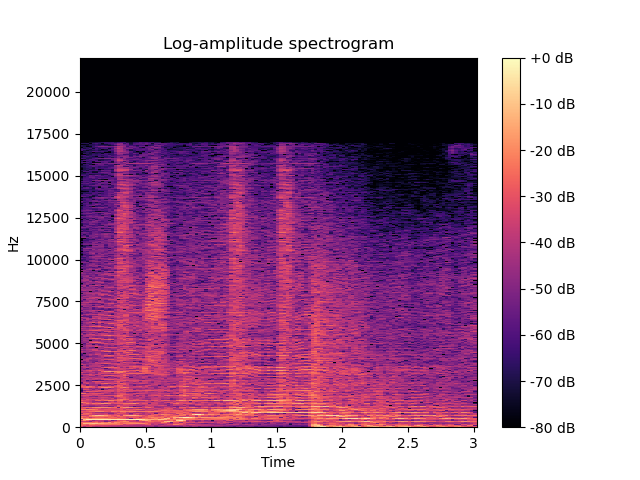 Log-amplitude spectrogram
Hz
20000
17500
15000
12500
10000
7500
5000
2500
0
0 0.5 1 1.5 2 2.5 3
Time
+0 dB
-10 dB
-20 dB
-30 dB
-40 dB
-50 dB
-60 dB
-70 dB
-80 dB